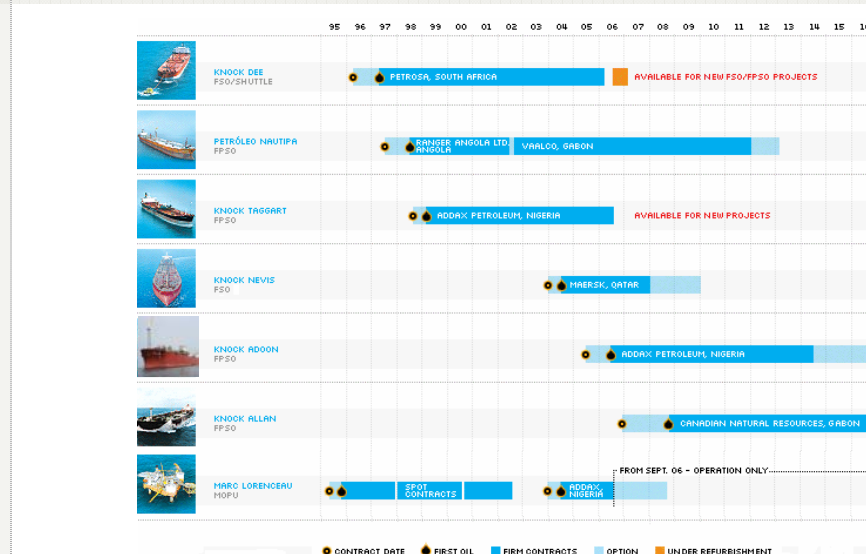 95 96 97 98 99 00 01 02 03 04 05 06 07 08 09 10 11 12 13 14 15
KNOCK DEE
FSO/SHUTTLE
PETROSA, SOUTH AFRICA
AVAILABLE FOR NEW FSO/FPSO PROJECTS
PETRÓLEO NAUTIPA
FPSO
RANGER ANGOLA LTD.
ANGOLA
VAALCO, GABON
KNOCK TAGGART
FPSO
ADDAX PETROLEUM, NIGERIA
AVAILABLE FOR NEW PROJECTS
KNOCK NEVIS
FSO
MAERSK, QATAR
KNOCK ADOON
FPSO
ADDAX PETROLEUM, NIGERIA
KNOCK ALLAN
FPSO
CANADIAN NATURAL RESOURCES, GABON
FROM SEPT. 06 - OPERATION ONLY
MARC LORENCEAU
MOPU
SPOT
CONTRACTS
ADDAX,
NIGERIA
CONTRACT DATE FIRST OIL FIRM CONTRACTS OPTION UNDER REFURBISHMENT